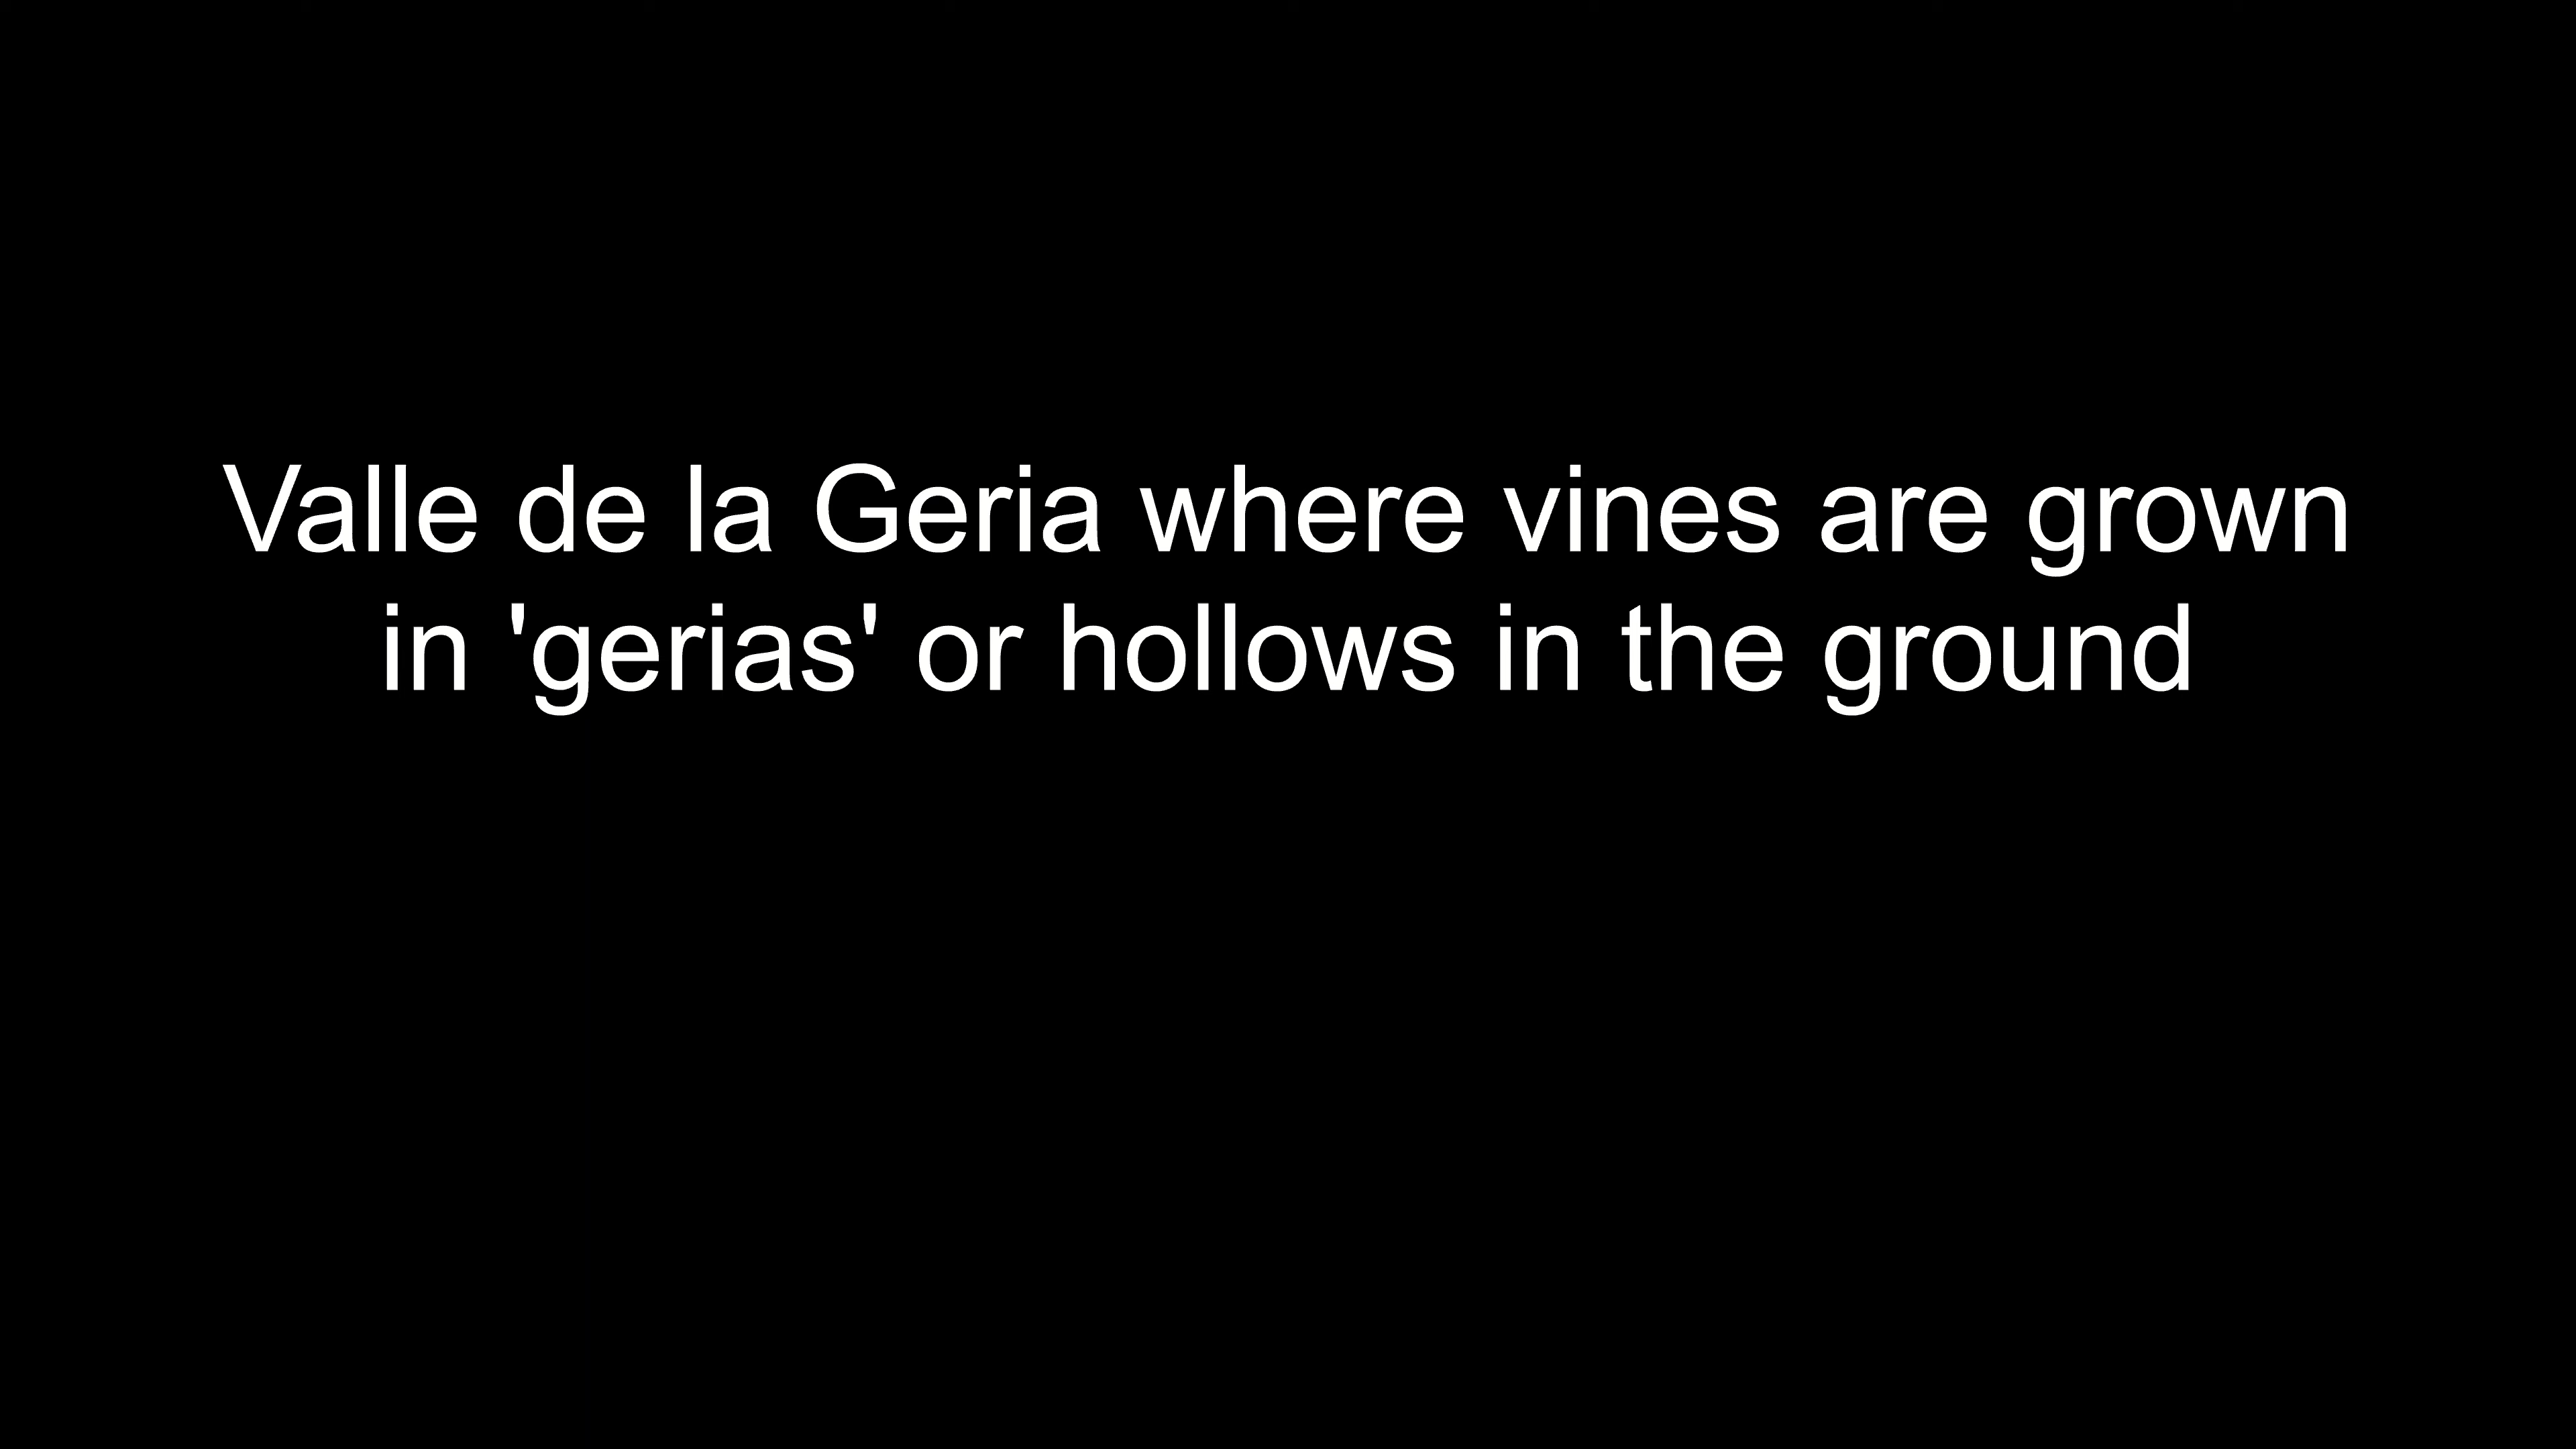 Valle de la Geria where vines are grown
in 'gerias' or hollows in the ground